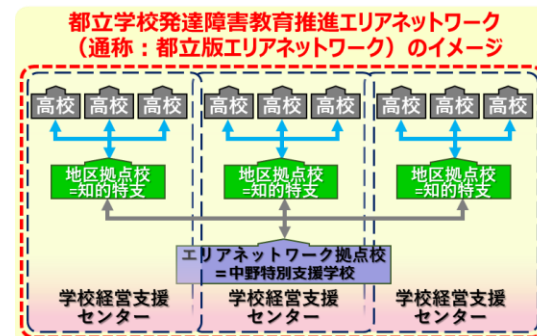 都立学校発達障害教育推進エリアネットワーク
（通称：都立版エリアネットワーク）のイメージ
高校 高校 高校 高校 高校 高校 高校 高校 高校
地区拠点校 地区拠点校 地区拠点校
=知的特支 =知的特支 =知的特支
エリアネットワーク拠点校
＝中野特別支援学校
学校経営支援 学校経営支援 学校経営支援
センター センター センター